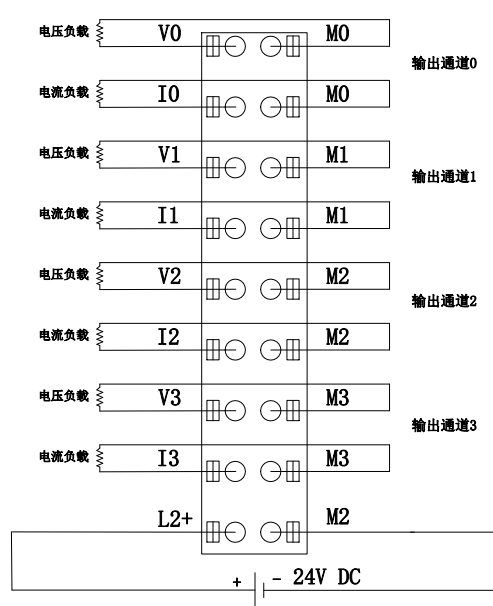 电压负载 V0 M0
输出通道0
电流负载 I0 M0
电压负载 V1 M1
输出通道1
电流负载 I1 M1
电压负载 V2 M2
输出通道2
电流负载 I2 M2
电压负载 V3 M3
输出通道3
电流负载 I3 M3
L2+ M2
+ - 24V DC